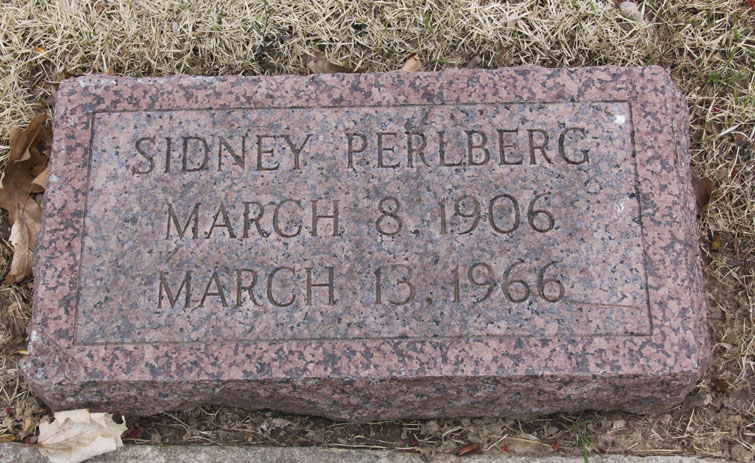 SIDNEY PERLBERG
MARCH 8, 1906
MARCH 13, 1966